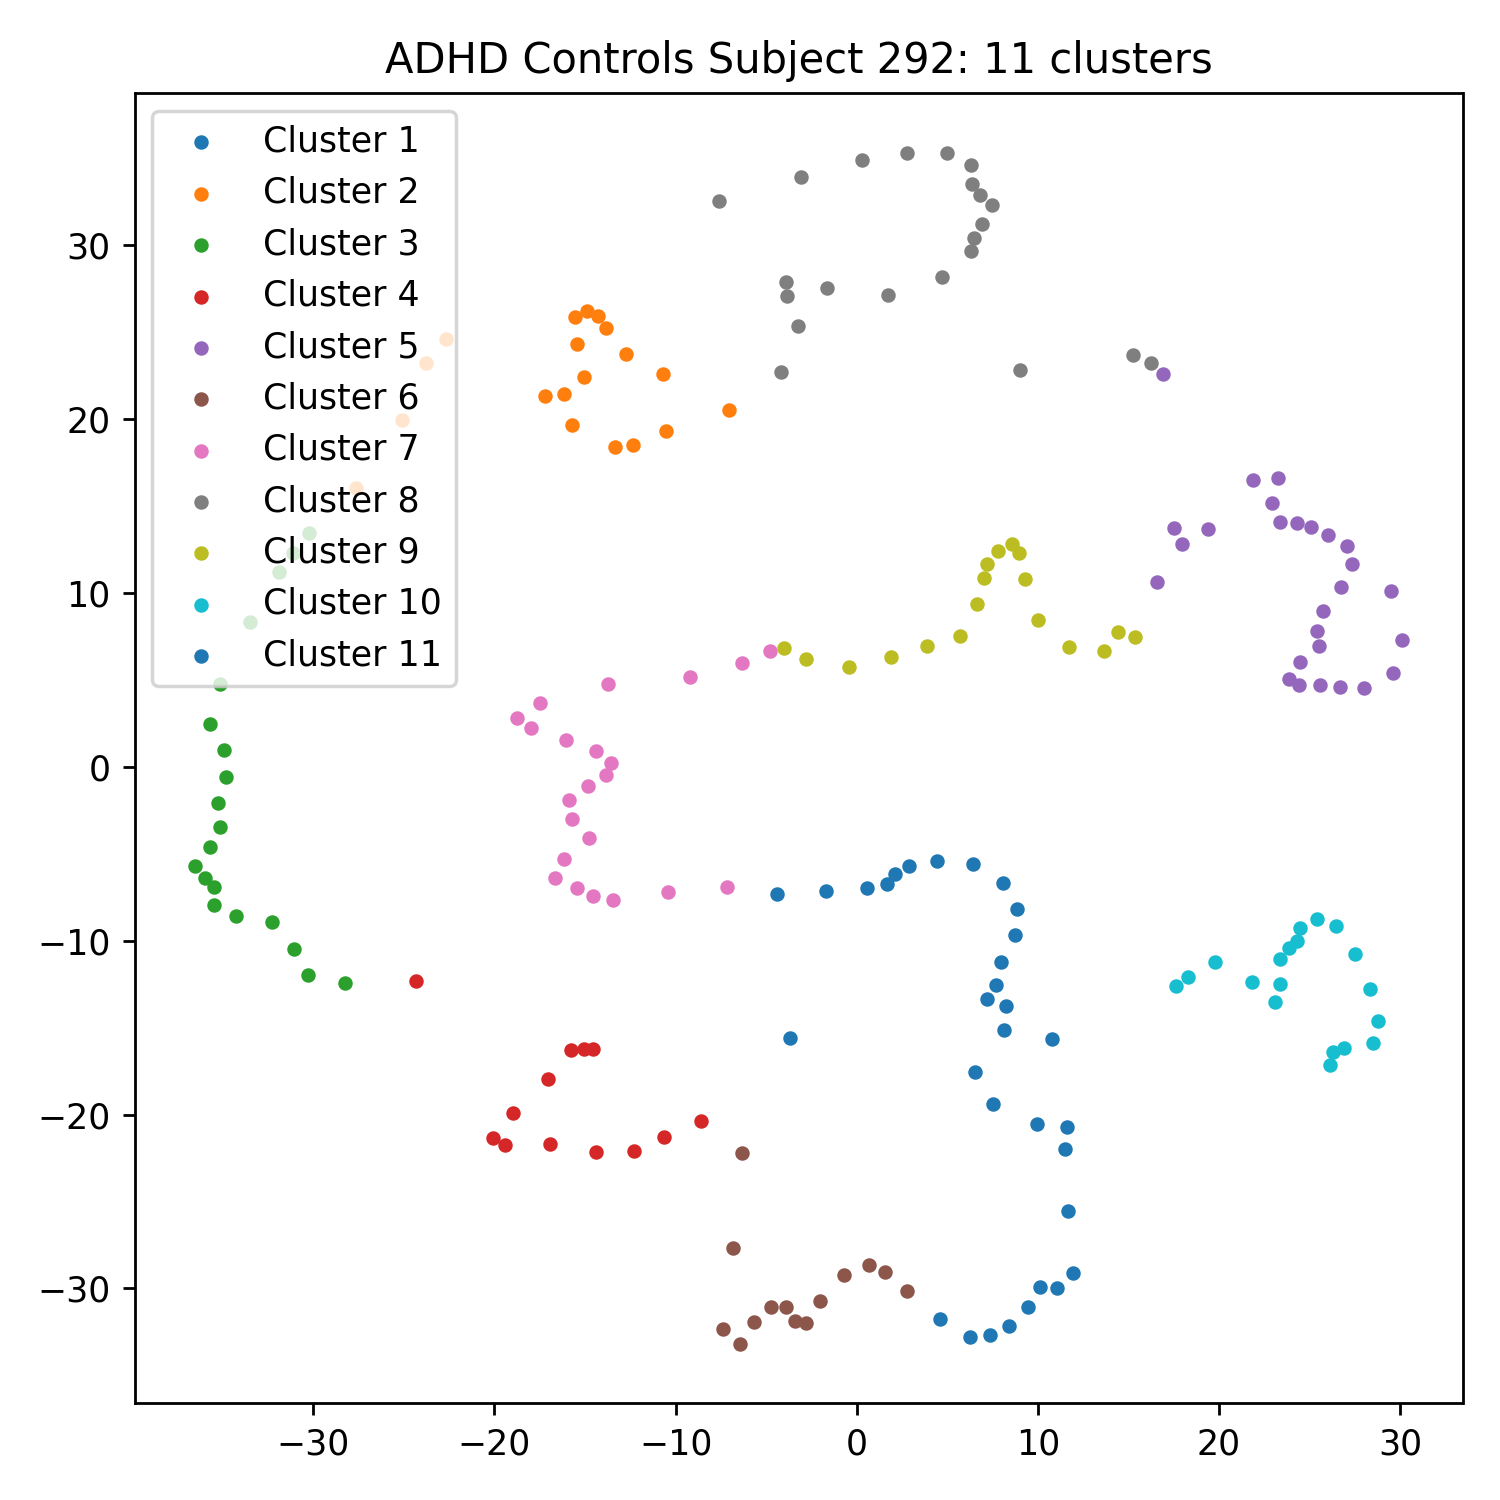 ADHD Controls Subject 292: 11 clusters
Cluster 1
Cluster 2
Cluster 3
Cluster 4
Cluster 5
Cluster 6
Cluster 7
Cluster 8
Cluster 9
Cluster 10
Cluster 11
30
20
10
0
−10
−20
−30
−30 −20 −10 0 10 20 30